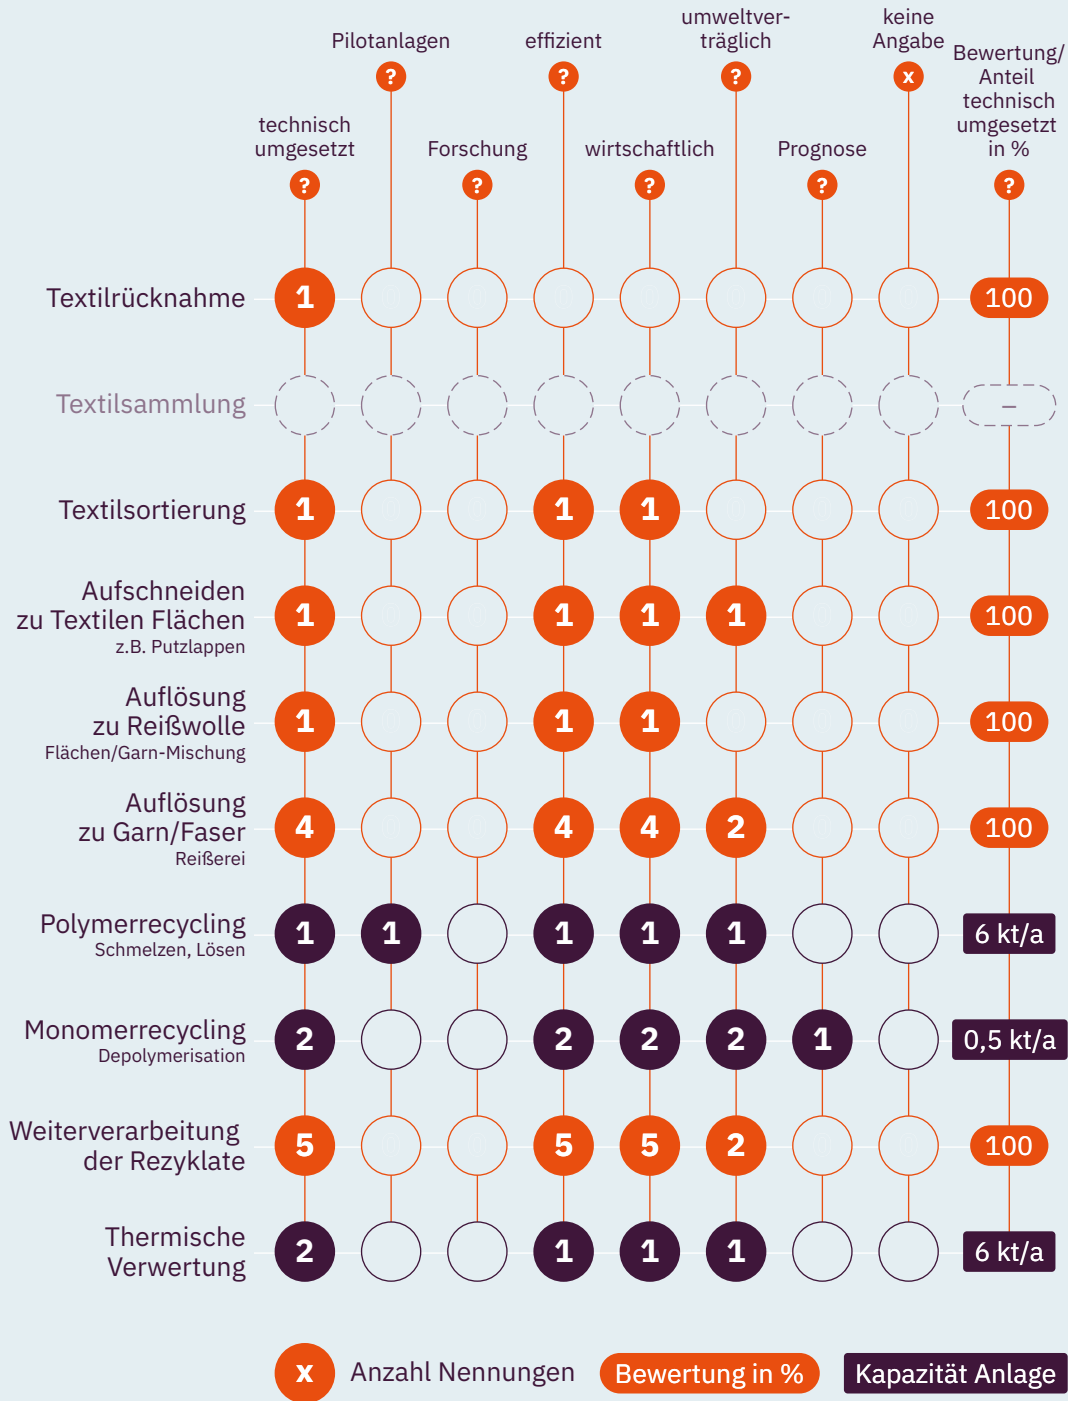 umweltver-
träglich
keine
Angabe
Pilotanlagen
effizient
Bewertung/
Anteil
technisch
umgesetzt
in %
? ? ? x
technisch
umgesetzt
Forschung
wirtschaftlich
Prognose
? ? ? ? ?
Textilrücknahme 1 100
Textilsammlung –
Textilsortierung 1 1 1 100
Aufschneiden
zu Textilen Flächen 1 1 1 1 100
z.B. Putzlappen
Auflösung
zu Reißwolle 1 1 1 100
Flächen/Garn-Mischung
Auflösung
zu Garn/Faser 4 4 4 2 100
Reißerei
Polymerrecycling 1 1 1 1 1 6 kt/a
Schmelzen, Lösen
Monomerrecycling 2 2 2 2 1 0,5 kt/a
Depolymerisation
Weiterverarbeitung
der Rezyklate 5 5 5 2 100
Thermische
Verwertung 2 1 1 1 6 kt/a
x Anzahl Nennungen Bewertung in % Kapazität Anlage